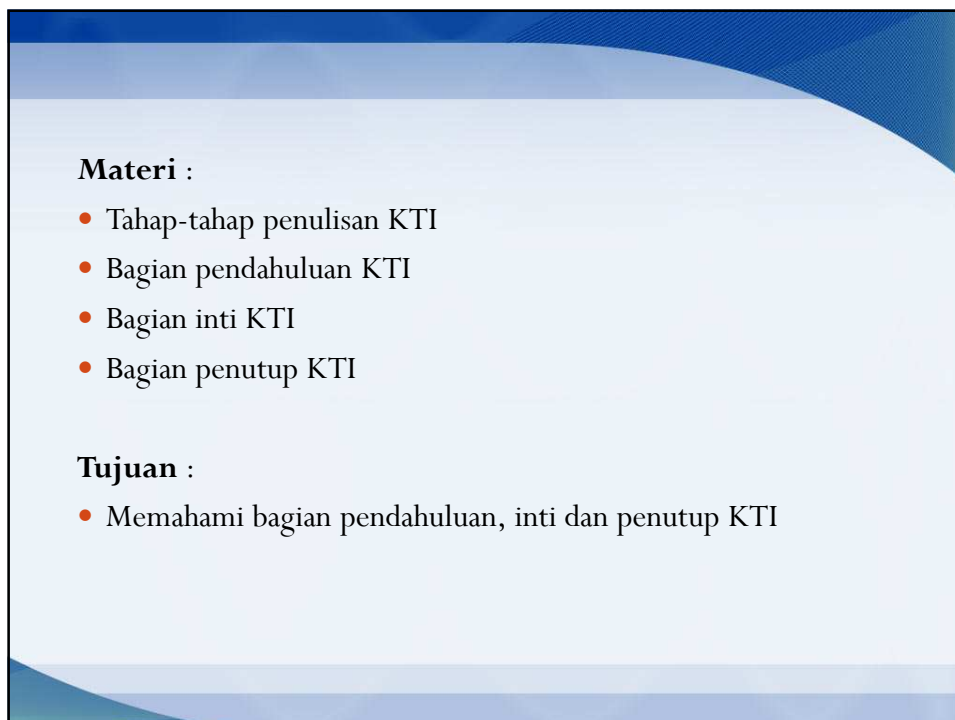 Materi :
• Tahap-tahap penulisan KTI
• Bagian pendahuluan KTI
• Bagian inti KTI
• Bagian penutup KTI
Tujuan :
• Memahami bagian pendahuluan, inti dan penutup KTI